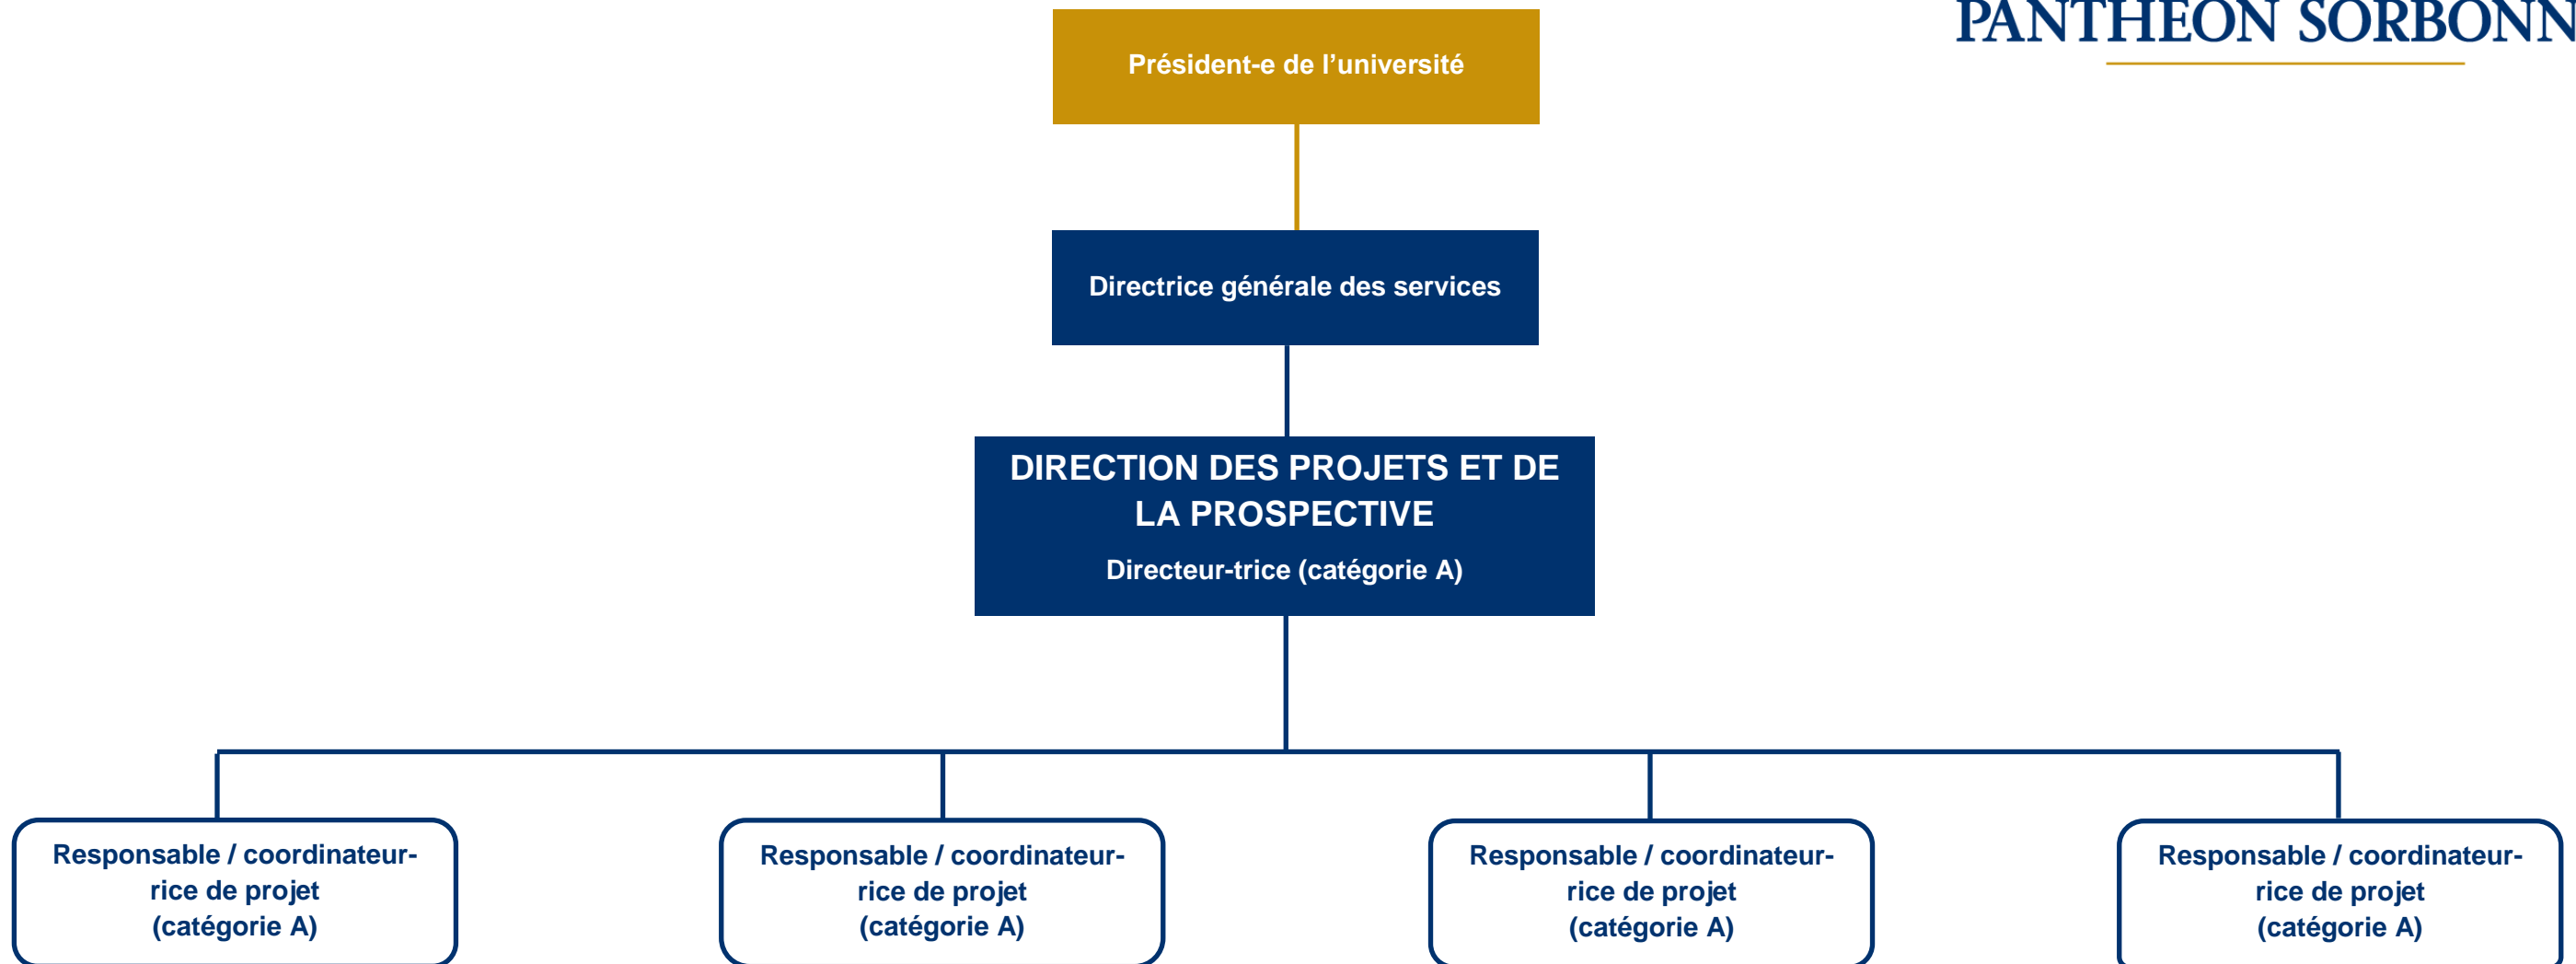 PANTHÉON SORBONN
Président-e de l’université
Directrice générale des services
DIRECTION DES PROJETS ET DE
LA PROSPECTIVE
Directeur-trice (catégorie A)
Responsable / coordinateur-
rice de projet
(catégorie A)
Responsable / coordinateur-
rice de projet
(catégorie A)
Responsable / coordinateur-
rice de projet
(catégorie A)
Responsable / coordinateur-
rice de projet
(catégorie A)